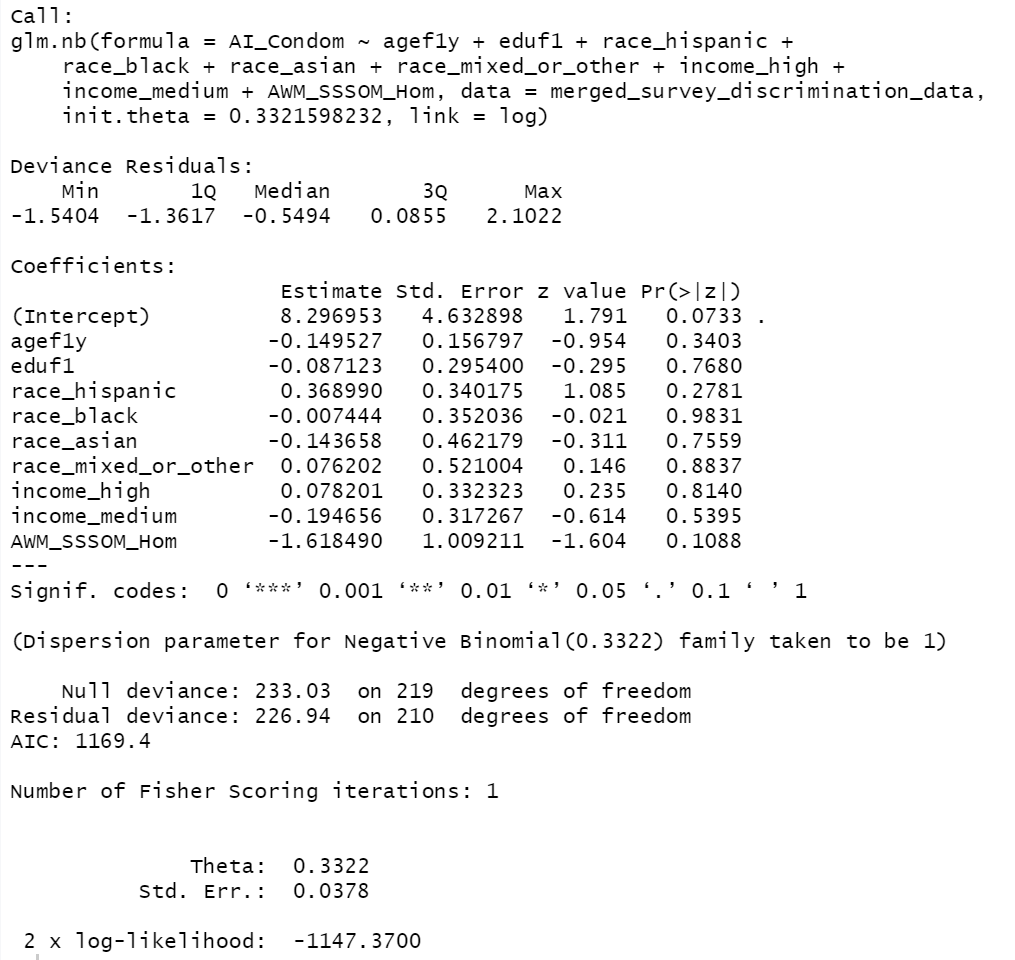 Call:
glm.nb(formula = AI_Condom ~ agef1y + eduf1 + race_hispanic +
    race_black + race_asian + race_mixed_or_other + income_high +
    income_medium + AWM_SSSOM_Hom, data = merged_survey_discrimination_data,
    init.theta = 0.3321598232, link = log)

Deviance Residuals:
    Min       1Q   Median       3Q      Max
-1.5404  -1.3617  -0.5494   0.0855   2.1022

Coefficients:
                     Estimate Std. Error z value Pr(>|z|)
(Intercept)          8.296953   4.632898   1.791   0.0733 .
agef1y              -0.149527   0.156797  -0.954   0.3403
eduf1               -0.087123   0.295400  -0.295   0.7680
race_hispanic        0.368990   0.340175   1.085   0.2781
race_black          -0.007444   0.352036  -0.021   0.9831
race_asian          -0.143658   0.462179  -0.311   0.7559
race_mixed_or_other  0.076202   0.521004   0.146   0.8837
income_high          0.078201   0.332323   0.235   0.8140
income_medium       -0.194656   0.317267  -0.614   0.5395
AWM_SSSOM_Hom       -1.618490   1.009211  -1.604   0.1088
---
Signif. codes:  0 ‘***’ 0.001 ‘**’ 0.01 ‘*’ 0.05 ‘.’ 0.1 ‘ ’ 1

(Dispersion parameter for Negative Binomial(0.3322) family taken to be 1)

    Null deviance: 233.03  on 219  degrees of freedom
Residual deviance: 226.94  on 210  degrees of freedom
AIC: 1169.4

Number of Fisher Scoring iterations: 1


              Theta:  0.3322
          Std. Err.:  0.0378

 2 x log-likelihood:  -1147.3700